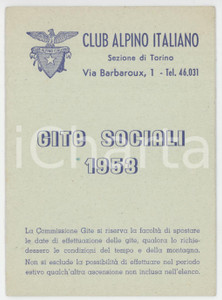 CLUB ALPINO ITALIANO
Sezione di Torino
Via Barbaroux, 1 - Tel. 46.031
GITE SOCIALI
1953
La Commissione Gite si riserva la facoltà di spostare
le date di effettuazione delle gite, qualora lo richie-
dessero le condizioni del tempo e della montagna.
Non si esclude la possibilità di effettuare nel periodo
estivo qualch'altra ascensione non inclusa nell'elenco.